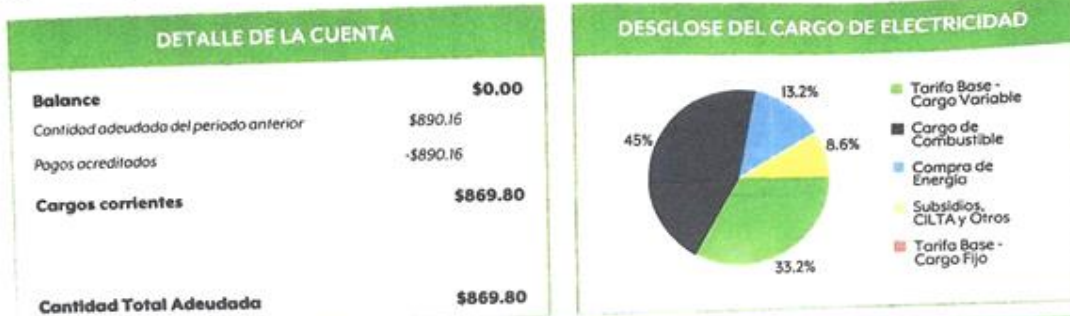 DETALLE DE LA CUENTA
Balance $0.00
Cantidad adeudada del periodo anterior $890.16
Pagos acreditados -$890.16
Cargos corrientes $869.80
Cantidad Total Adeudada $869.80
DESGLOSE DEL CARGO DE ELECTRICIDAD
13.2%
45%
8.6%
33.2%
Tarifa Base -
Cargo Variable
Cargo de
Combustible
Compra de
Energía
Subsidios,
CILTA y Otros
Tarifa Base -
Cargo Fijo